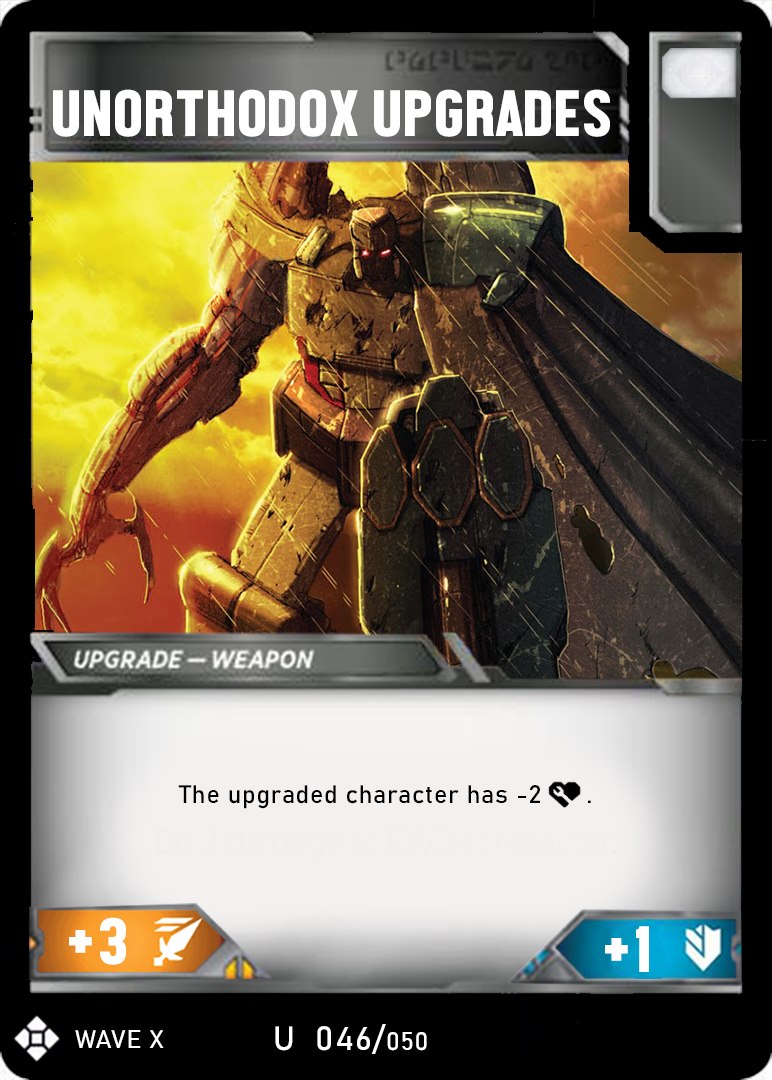 UNORTHODOX UPGRADES
UPGRADE — WEAPON
The upgraded character has -2 .
+3
+1
WAVE X
U 046/050